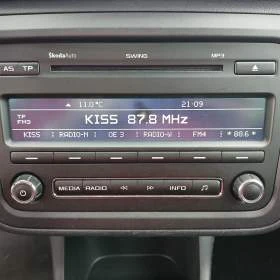 ŠkodaAuto SWING MP3
AS TP
11.0°C 21:09
TP
FM3
KISS 87.8 MHz
KISS RADIO-N OE 3 RADIO-W FM4 *88.6*
MEDIA RADIO INFO